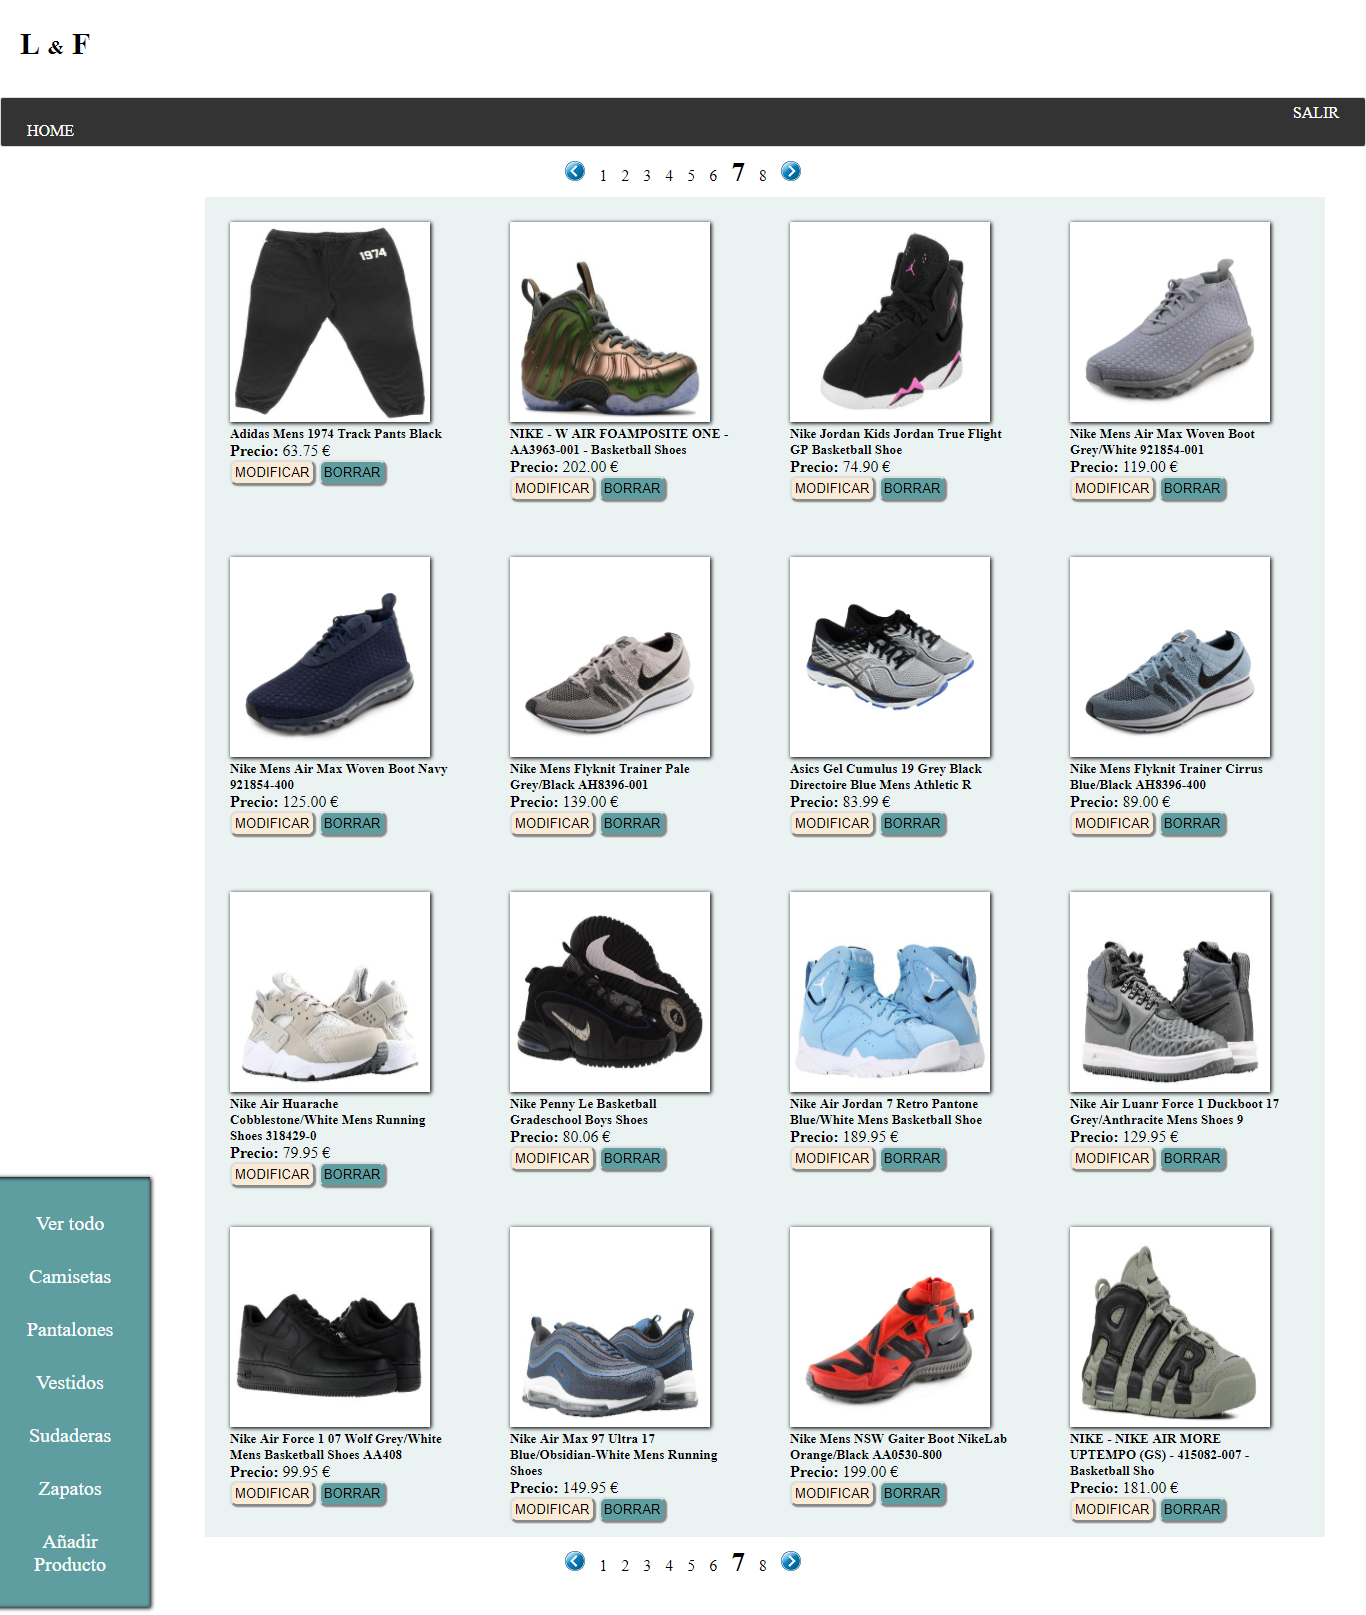 L & F
SALIR
HOME
1 2 3 4 5 6 7 8
1974
Adidas Mens 1974 Track Pants Black
Precio: 63.75 €
MODIFICAR BORRAR
NIKE - W AIR FOAMPOSITE ONE -
AA3963-001 - Basketball Shoes
Precio: 202.00 €
MODIFICAR BORRAR
Nike Jordan Kids Jordan True Flight
GP Basketball Shoe
Precio: 74.90 €
MODIFICAR BORRAR
Nike Mens Air Max Woven Boot
Grey/White 921854-001
Precio: 119.00 €
MODIFICAR BORRAR
Nike Mens Air Max Woven Boot Navy
921854-400
Precio: 125.00 €
MODIFICAR BORRAR
Nike Mens Flyknit Trainer Pale
Grey/Black AH8396-001
Precio: 139.00 €
MODIFICAR BORRAR
Asics Gel Cumulus 19 Grey Black
Directoire Blue Mens Athletic R
Precio: 83.99 €
MODIFICAR BORRAR
Nike Mens Flyknit Trainer Cirrus
Blue/Black AH8396-400
Precio: 89.00 €
MODIFICAR BORRAR
Nike Air Huarache
Cobblestone/White Mens Running
Shoes 318429-0
Precio: 79.95 €
MODIFICAR BORRAR
Nike Penny Le Basketball
Gradeschool Boys Shoes
Precio: 80.06 €
MODIFICAR BORRAR
Nike Air Jordan 7 Retro Pantone
Blue/White Mens Basketball Shoe
Precio: 189.95 €
MODIFICAR BORRAR
Nike Air Luanr Force 1 Duckboot 17
Grey/Anthracite Mens Shoes 9
Precio: 129.95 €
MODIFICAR BORRAR
Ver todo
Camisetas
Pantalones
Vestidos
Sudaderas
Zapatos
Añadir
Producto
Nike Air Force 1 07 Wolf Grey/White
Mens Basketball Shoes AA408
Precio: 99.95 €
MODIFICAR BORRAR
Nike Air Max 97 Ultra 17
Blue/Obsidian-White Mens Running
Shoes
Precio: 149.95 €
MODIFICAR BORRAR
Nike Mens NSW Gaiter Boot NikeLab
Orange/Black AA0530-800
Precio: 199.00 €
MODIFICAR BORRAR
AIR
NIKE - NIKE AIR MORE
UPTEMPO (GS) - 415082-007 -
Basketball Sho
Precio: 181.00 €
MODIFICAR BORRAR
1 2 3 4 5 6 7 8